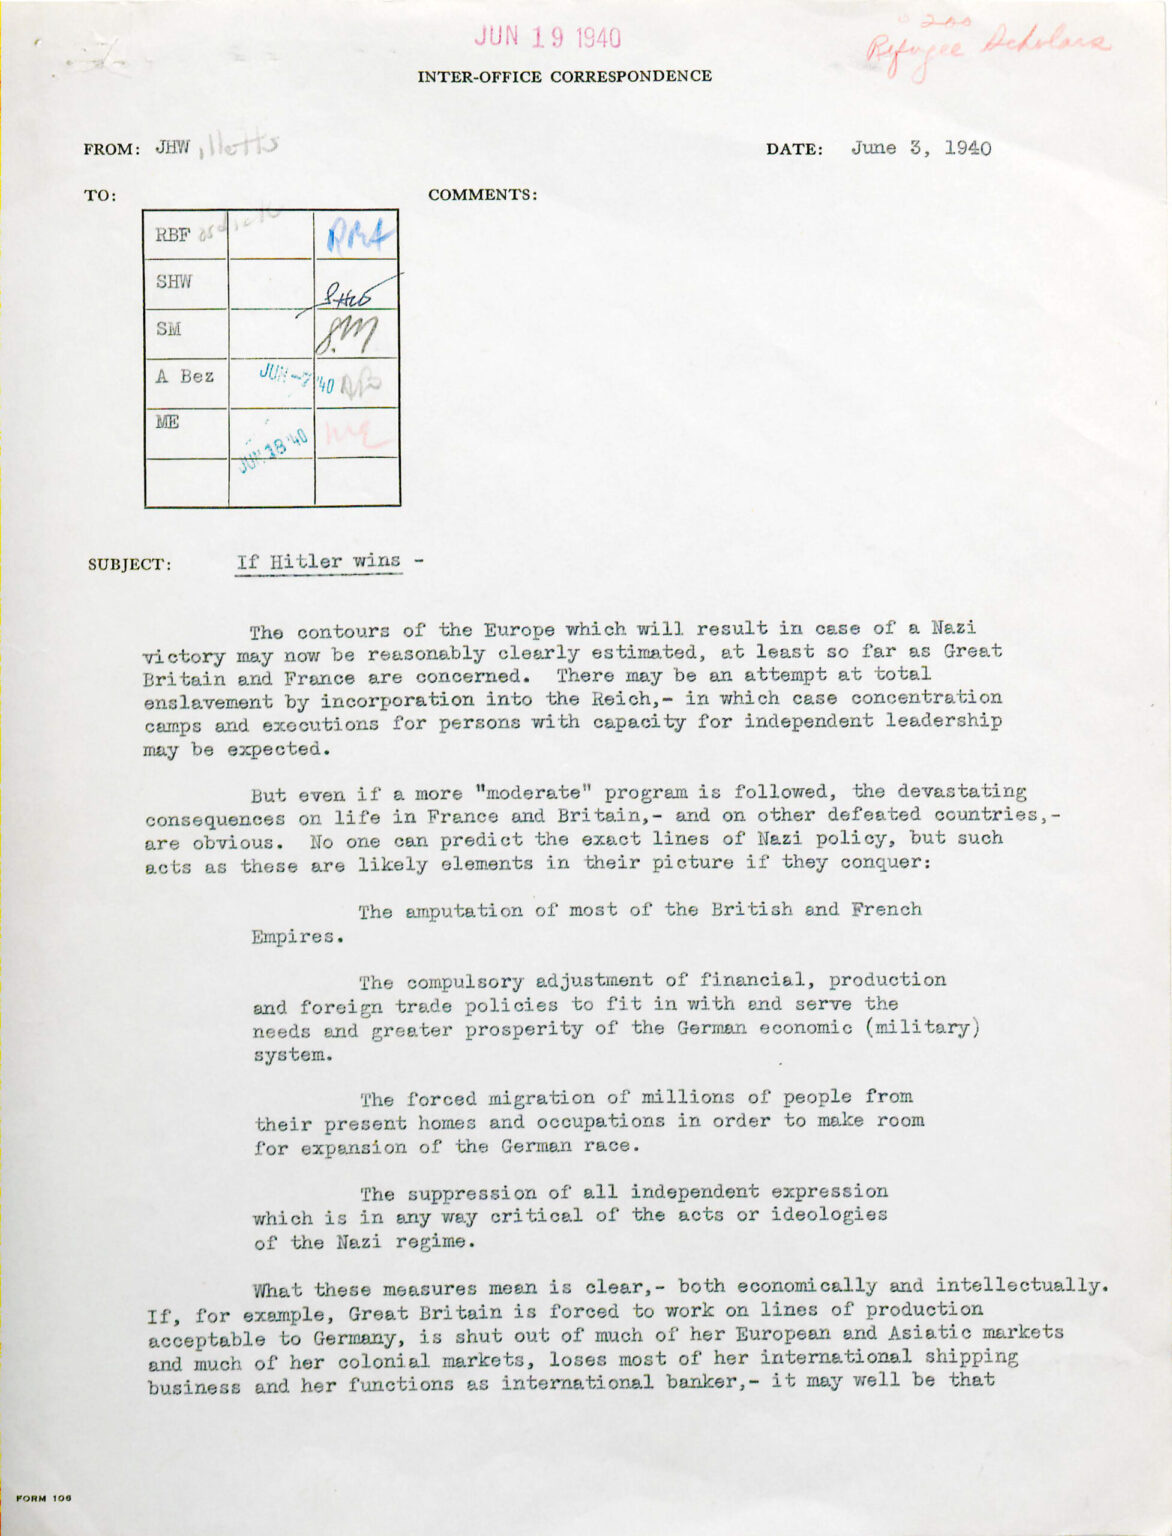 JUN 19 1940
200
Refugee Scholars
INTER-OFFICE CORRESPONDENCE
FROM: JHW
DATE: June 3, 1940
TO:
COMMENTS:
RBF
SHW SHW
SM SM
A Bez JUN -7 '40
ME JUN 18 '40 ME
SUBJECT: If Hitler wins -
The contours of the Europe which will result in case of a Nazi
victory may now be reasonably clearly estimated, at least so far as Great
Britain and France are concerned. There may be an attempt at total
enslavement by incorporation into the Reich,- in which case concentration
camps and executions for persons with capacity for independent leadership
may be expected.
But even if a more "moderate" program is followed, the devastating
consequences on life in France and Britain,- and on other defeated countries,-
are obvious. No one can predict the exact lines of Nazi policy, but such
acts as these are likely elements in their picture if they conquer:
The amputation of most of the British and French
Empires.
The compulsory adjustment of financial, production
and foreign trade policies to fit in with and serve the
needs and greater prosperity of the German economic (military)
system.
The forced migration of millions of people from
their present homes and occupations in order to make room
for expansion of the German race.
The suppression of all independent expression
which is in any way critical of the acts or ideologies
of the Nazi regime.
What these measures mean is clear,- both economically and intellectually.
If, for example, Great Britain is forced to work on lines of production
acceptable to Germany, is shut out of much of her European and Asiatic markets
and much of her colonial markets, loses most of her international shipping
business and her functions as international banker,- it may well be that
FORM 106